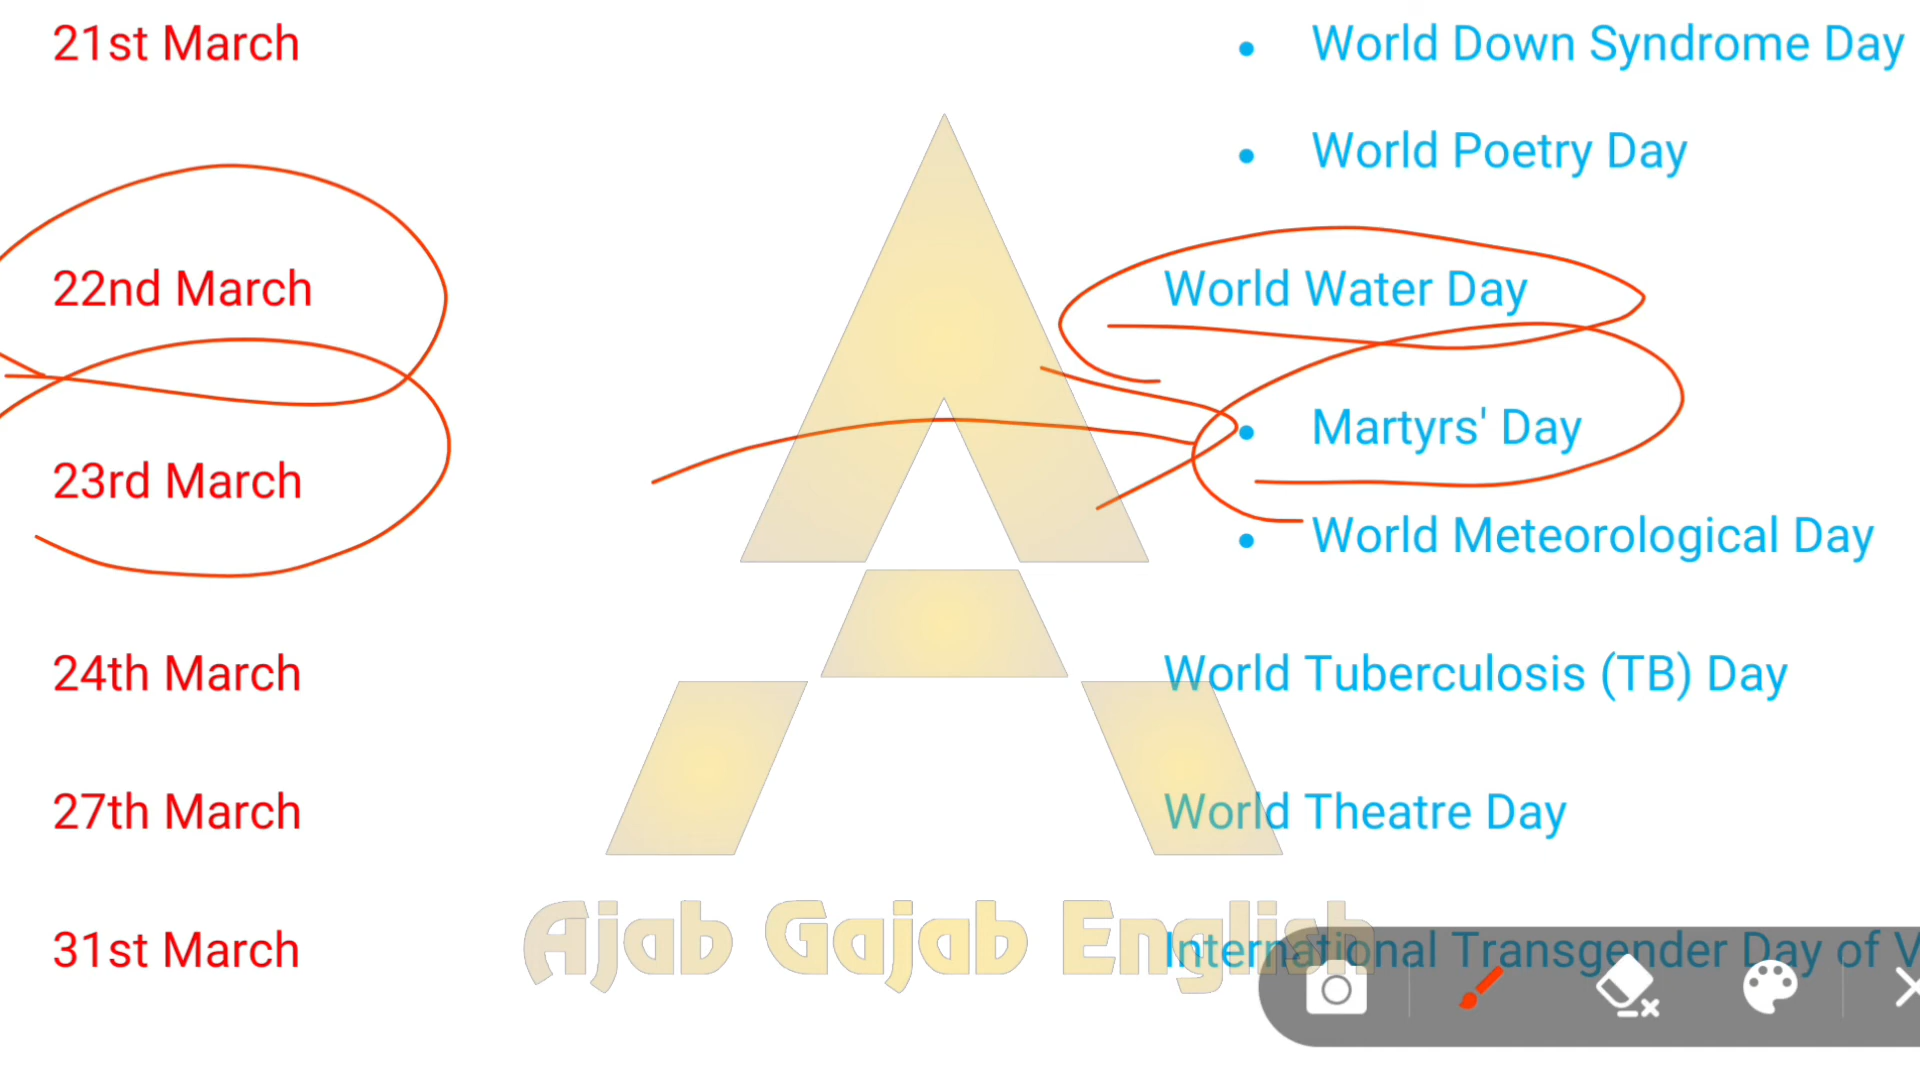 21st March
World Down Syndrome Day
World Poetry Day
22nd March
World Water Day
Martyrs' Day
23rd March
World Meteorological Day
24th March
World Tuberculosis (TB) Day
27th March
World Theatre Day
31st March
International Transgender Day of V
Ajab Gajab English